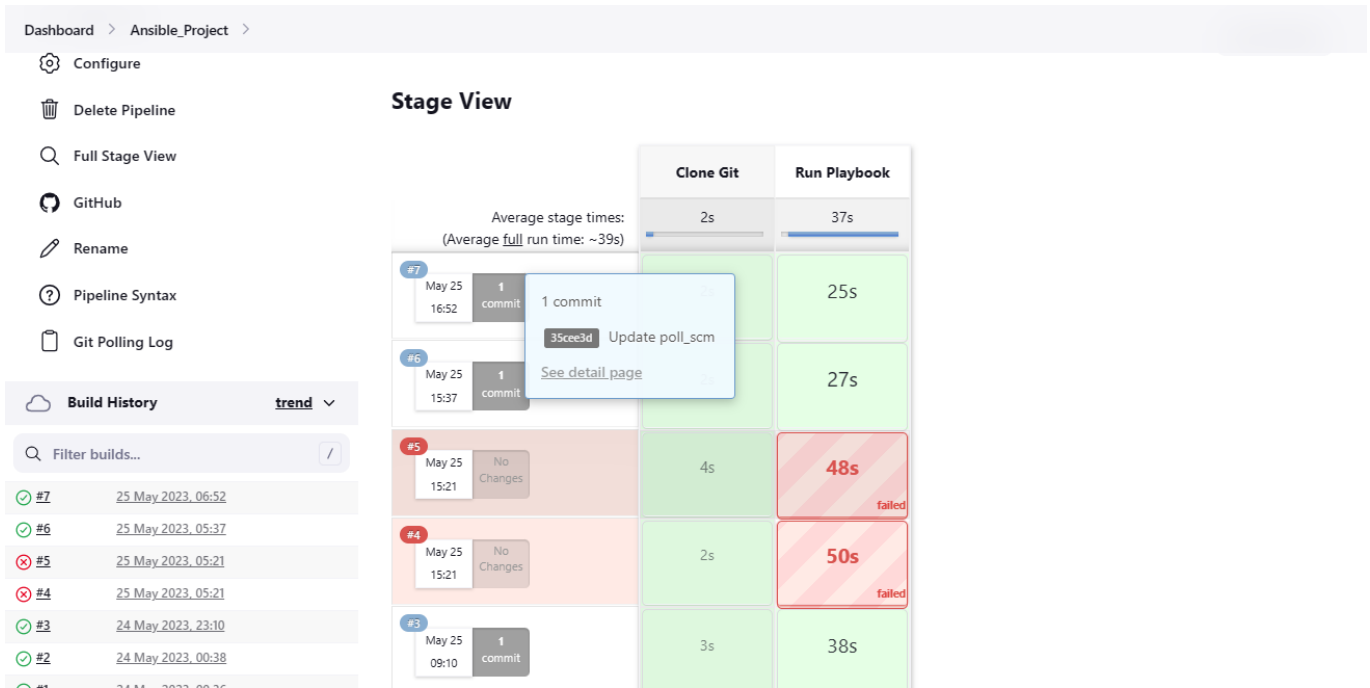 Dashboard > Ansible_Project >
Configure
Delete Pipeline
Full Stage View
GitHub
Rename
Pipeline Syntax
Git Polling Log
Build History trend
Filter builds... /
#7 25 May 2023, 06:52
#6 25 May 2023, 05:37
#5 25 May 2023, 05:21
#4 25 May 2023, 05:21
#3 24 May 2023, 23:10
#2 24 May 2023, 00:38
Stage View
Clone Git Run Playbook
Average stage times: 2s 37s
(Average full run time: ~39s)
#7
May 25
16:52
1
commit
2s
25s
1 commit
35cee3d Update poll_scm
See detail page
#6
May 25
15:37
1
commit
2s
27s
#5
May 25
15:21
No
Changes
4s
48s
failed
#4
May 25
15:21
No
Changes
2s
50s
failed
#3
May 25
09:10
1
commit
3s
38s